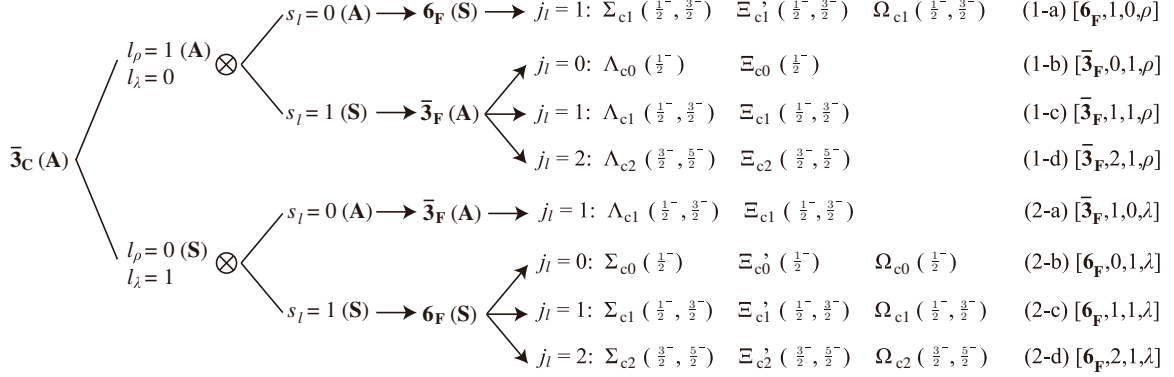 s_l = 0 (A) → 6_F (S) → j_l = 1: Σ_c1 (1/2⁻, 3/2⁻) Ξ'_c1 (1/2⁻, 3/2⁻) Ω_c1 (1/2⁻, 3/2⁻) (1-a) [6_F,1,0,ρ]
l_ρ = 1 (A)
l_λ = 0 ⊗
j_l = 0: Λ_c0 (1/2⁻) Ξ_c0 (1/2⁻) (1-b) [3̄_F,0,1,ρ]
s_l = 1 (S) → 3̄_F (A) j_l = 1: Λ_c1 (1/2⁻, 3/2⁻) Ξ_c1 (1/2⁻, 3/2⁻) (1-c) [3̄_F,1,1,ρ]
j_l = 2: Λ_c2 (3/2⁻, 5/2⁻) Ξ_c2 (3/2⁻, 5/2⁻) (1-d) [3̄_F,2,1,ρ]
3̄_C (A)
s_l = 0 (A) → 3̄_F (A) → j_l = 1: Λ_c1 (1/2⁻, 3/2⁻) Ξ_c1 (1/2⁻, 3/2⁻) (2-a) [3̄_F,1,0,λ]
l_ρ = 0 (S)
l_λ = 1 ⊗
j_l = 0: Σ_c0 (1/2⁻) Ξ'_c0 (1/2⁻) Ω_c0 (1/2⁻) (2-b) [6_F,0,1,λ]
s_l = 1 (S) → 6_F (S) j_l = 1: Σ_c1 (1/2⁻, 3/2⁻) Ξ'_c1 (1/2⁻, 3/2⁻) Ω_c1 (1/2⁻, 3/2⁻) (2-c) [6_F,1,1,λ]
j_l = 2: Σ_c2 (3/2⁻, 5/2⁻) Ξ'_c2 (3/2⁻, 5/2⁻) Ω_c2 (3/2⁻, 5/2⁻) (2-d) [6_F,2,1,λ]